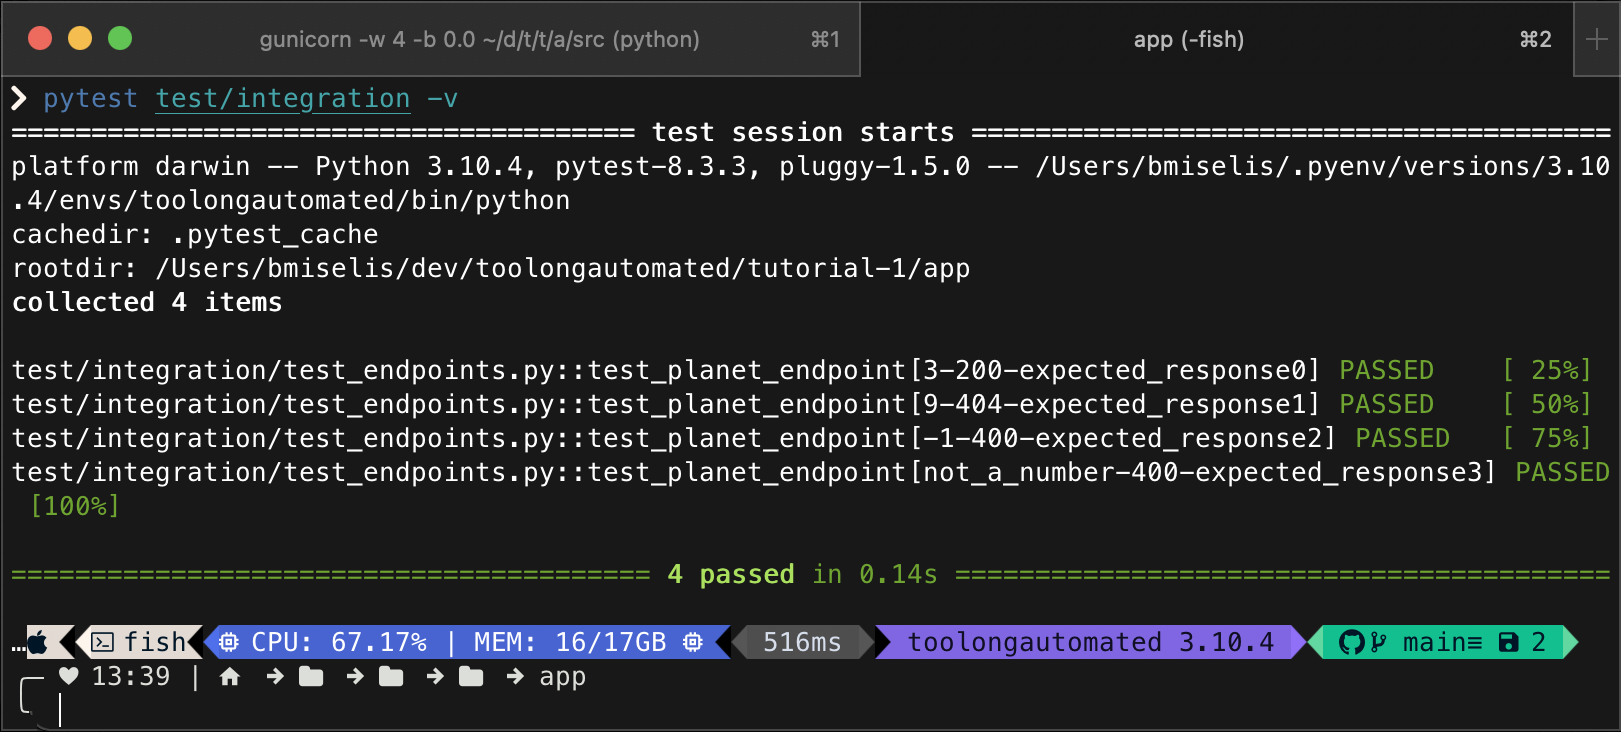 gunicorn -w 4 -b 0.0 ~/d/t/t/a/src (python) ⌘1 app (-fish) ⌘2 +
❯ pytest test/integration -v
======================================= test session starts ========================================
platform darwin -- Python 3.10.4, pytest-8.3.3, pluggy-1.5.0 -- /Users/bmiselis/.pyenv/versions/3.10
.4/envs/toolongautomated/bin/python
cachedir: .pytest_cache
rootdir: /Users/bmiselis/dev/toolongautomated/tutorial-1/app
collected 4 items
test/integration/test_endpoints.py::test_planet_endpoint[3-200-expected_response0] PASSED [ 25%]
test/integration/test_endpoints.py::test_planet_endpoint[9-404-expected_response1] PASSED [ 50%]
test/integration/test_endpoints.py::test_planet_endpoint[-1-400-expected_response2] PASSED [ 75%]
test/integration/test_endpoints.py::test_planet_endpoint[not_a_number-400-expected_response3] PASSED
[100%]
======================================== 4 passed in 0.14s =========================================
… fish CPU: 67.17% | MEM: 16/17GB 516ms toolongautomated 3.10.4 main≡ 2
♥ 13:39 | → → → → app